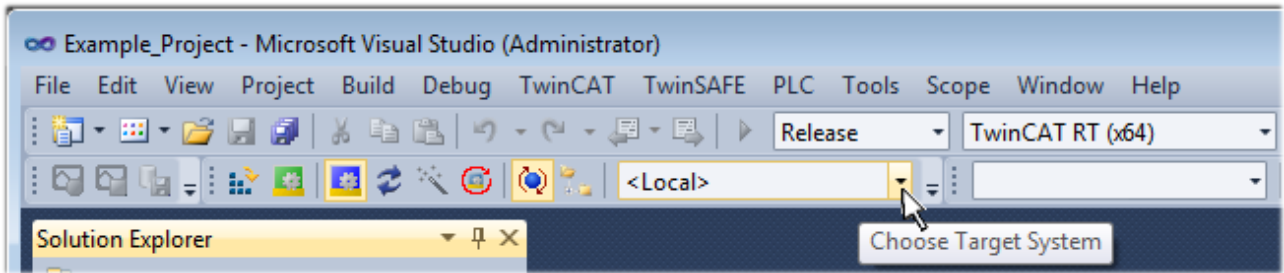 Example_Project - Microsoft Visual Studio (Administrator)
File Edit View Project Build Debug TwinCAT TwinSAFE PLC Tools Scope Window Help
Release TwinCAT RT (x64)
<Local>
Solution Explorer
Choose Target System